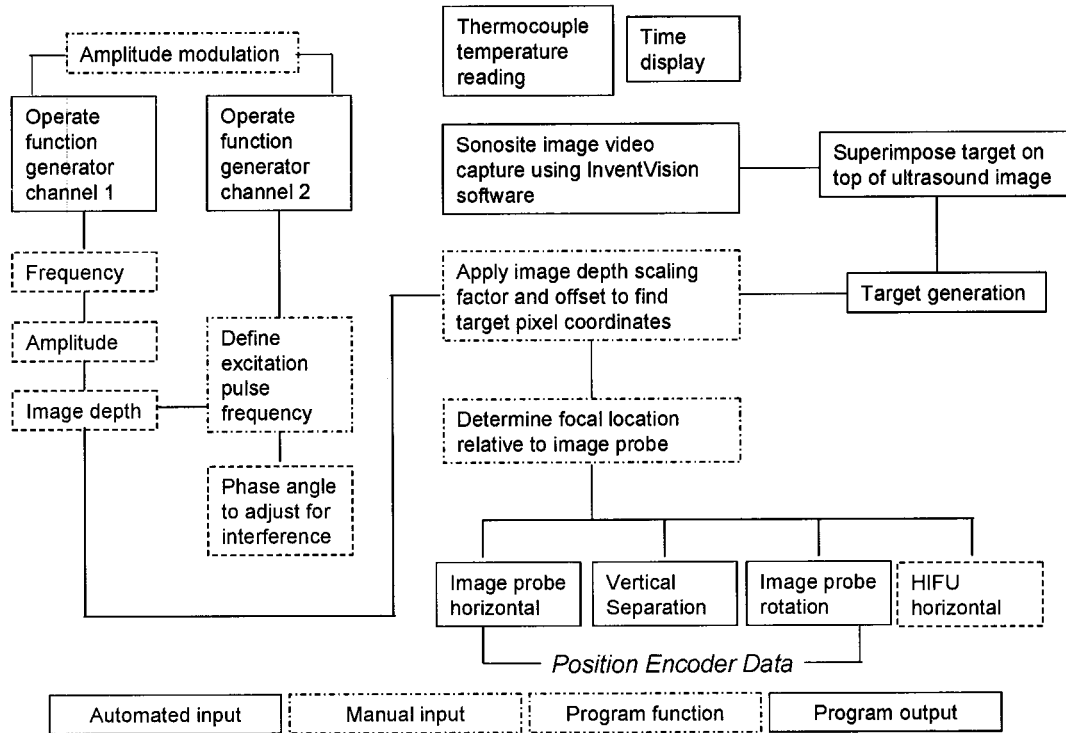 Amplitude modulation
Thermocouple
temperature
reading
Time
display
Operate
function
generator
channel 1
Operate
function
generator
channel 2
Sonosite image video
capture using InventVision
software
Superimpose target on
top of ultrasound image
Frequency
Apply image depth scaling
factor and offset to find
target pixel coordinates
Target generation
Amplitude
Define
excitation
pulse
frequency
Image depth
Determine focal location
relative to image probe
Phase angle
to adjust for
interference
Image probe
horizontal
Vertical
Separation
Image probe
rotation
HIFU
horizontal
Position Encoder Data
Automated input
Manual input
Program function
Program output